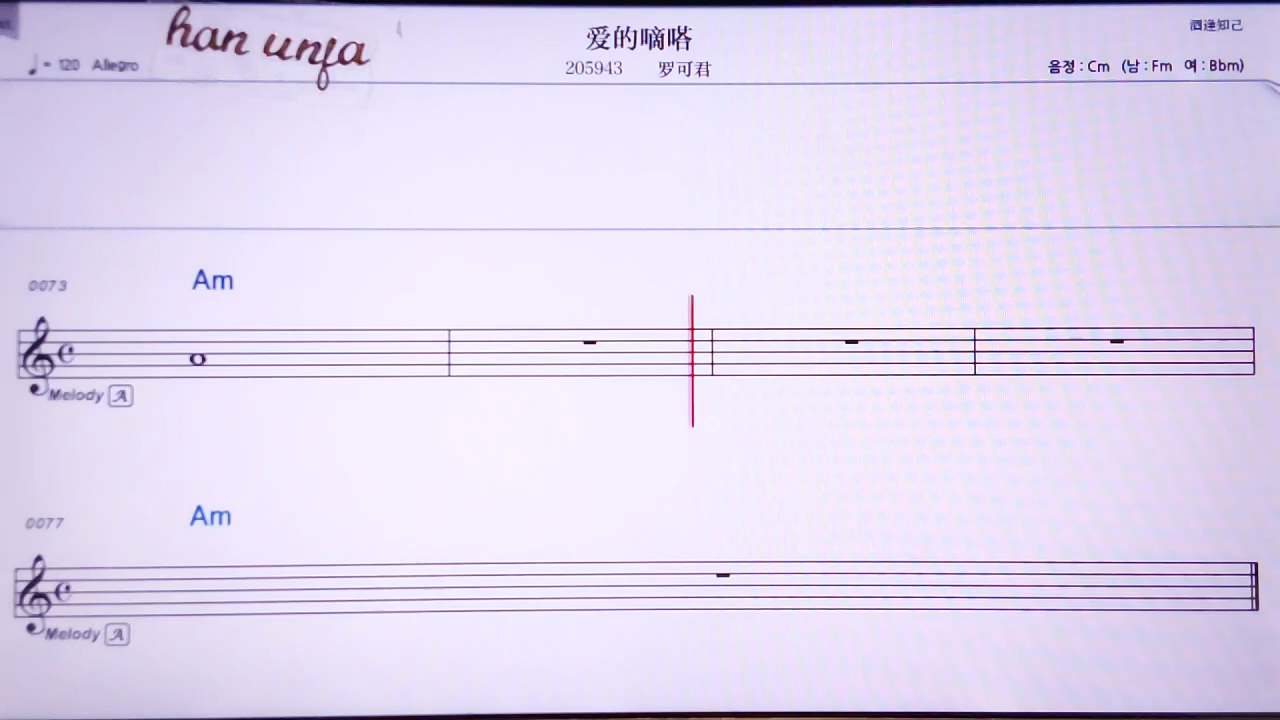 han unfa
爱的嘀嗒
酒逢知己
♩= 120 Allegro
205943 罗可君
음정 : Cm (남 : Fm 여 : Bbm)
0073
Am
Melody A
0077
Am
Melody A